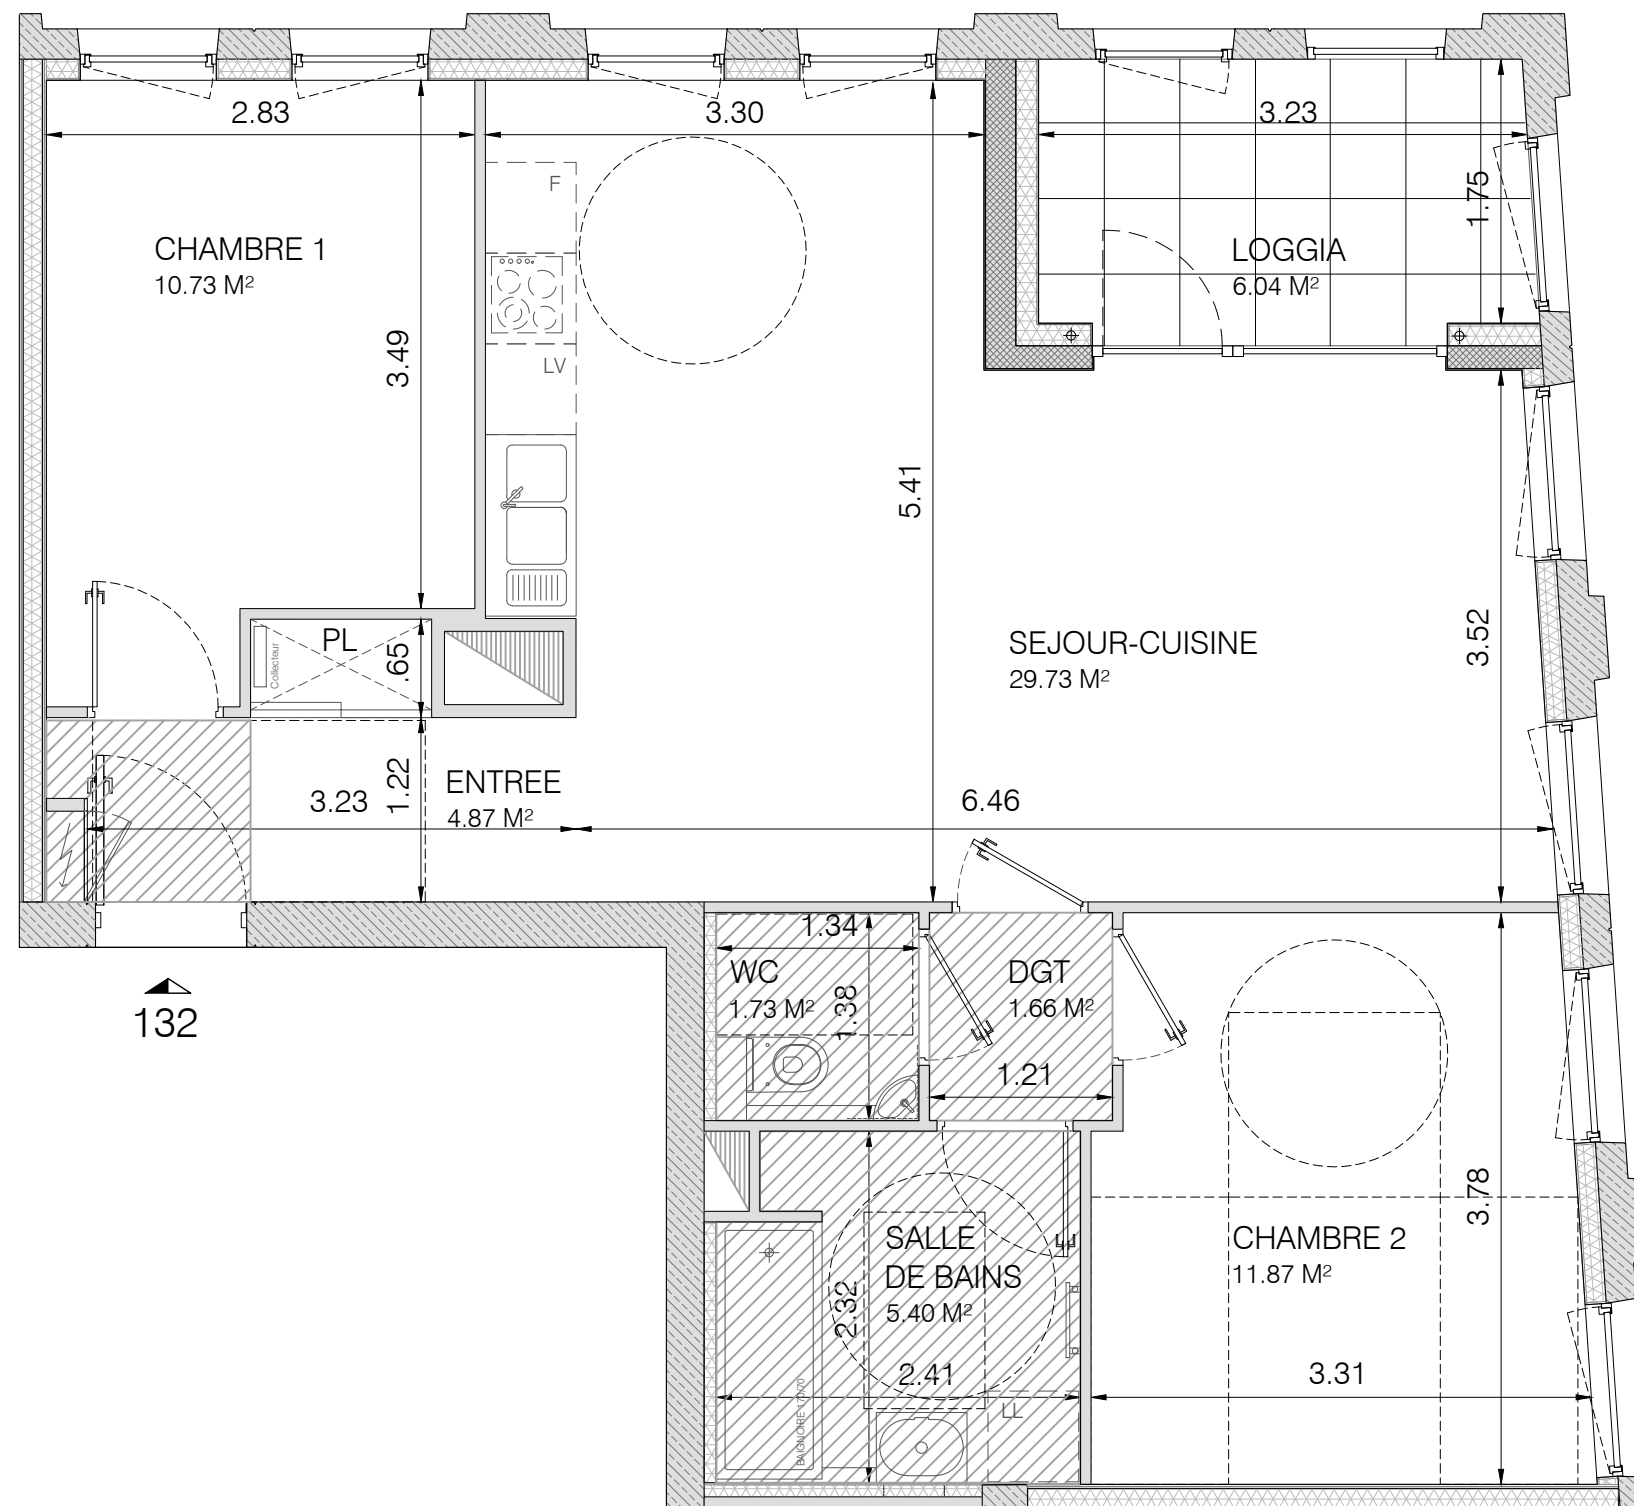 2.83
3.30
3.23
F
1.75
CHAMBRE 1
10.73 M²
LOGGIA
6.04 M²
3.49
LV
5.41
PL
Collecteur
.65
SEJOUR-CUISINE
29.73 M²
3.52
ENTREE
4.87 M²
3.23
1.22
6.46
1.34
WC
1.73 M²
1.38
DGT
1.66 M²
132
1.21
3.78
SALLE
DE BAINS
5.40 M²
CHAMBRE 2
11.87 M²
2.32
2.41
3.31
BAIGNOIRE 170/70
LL